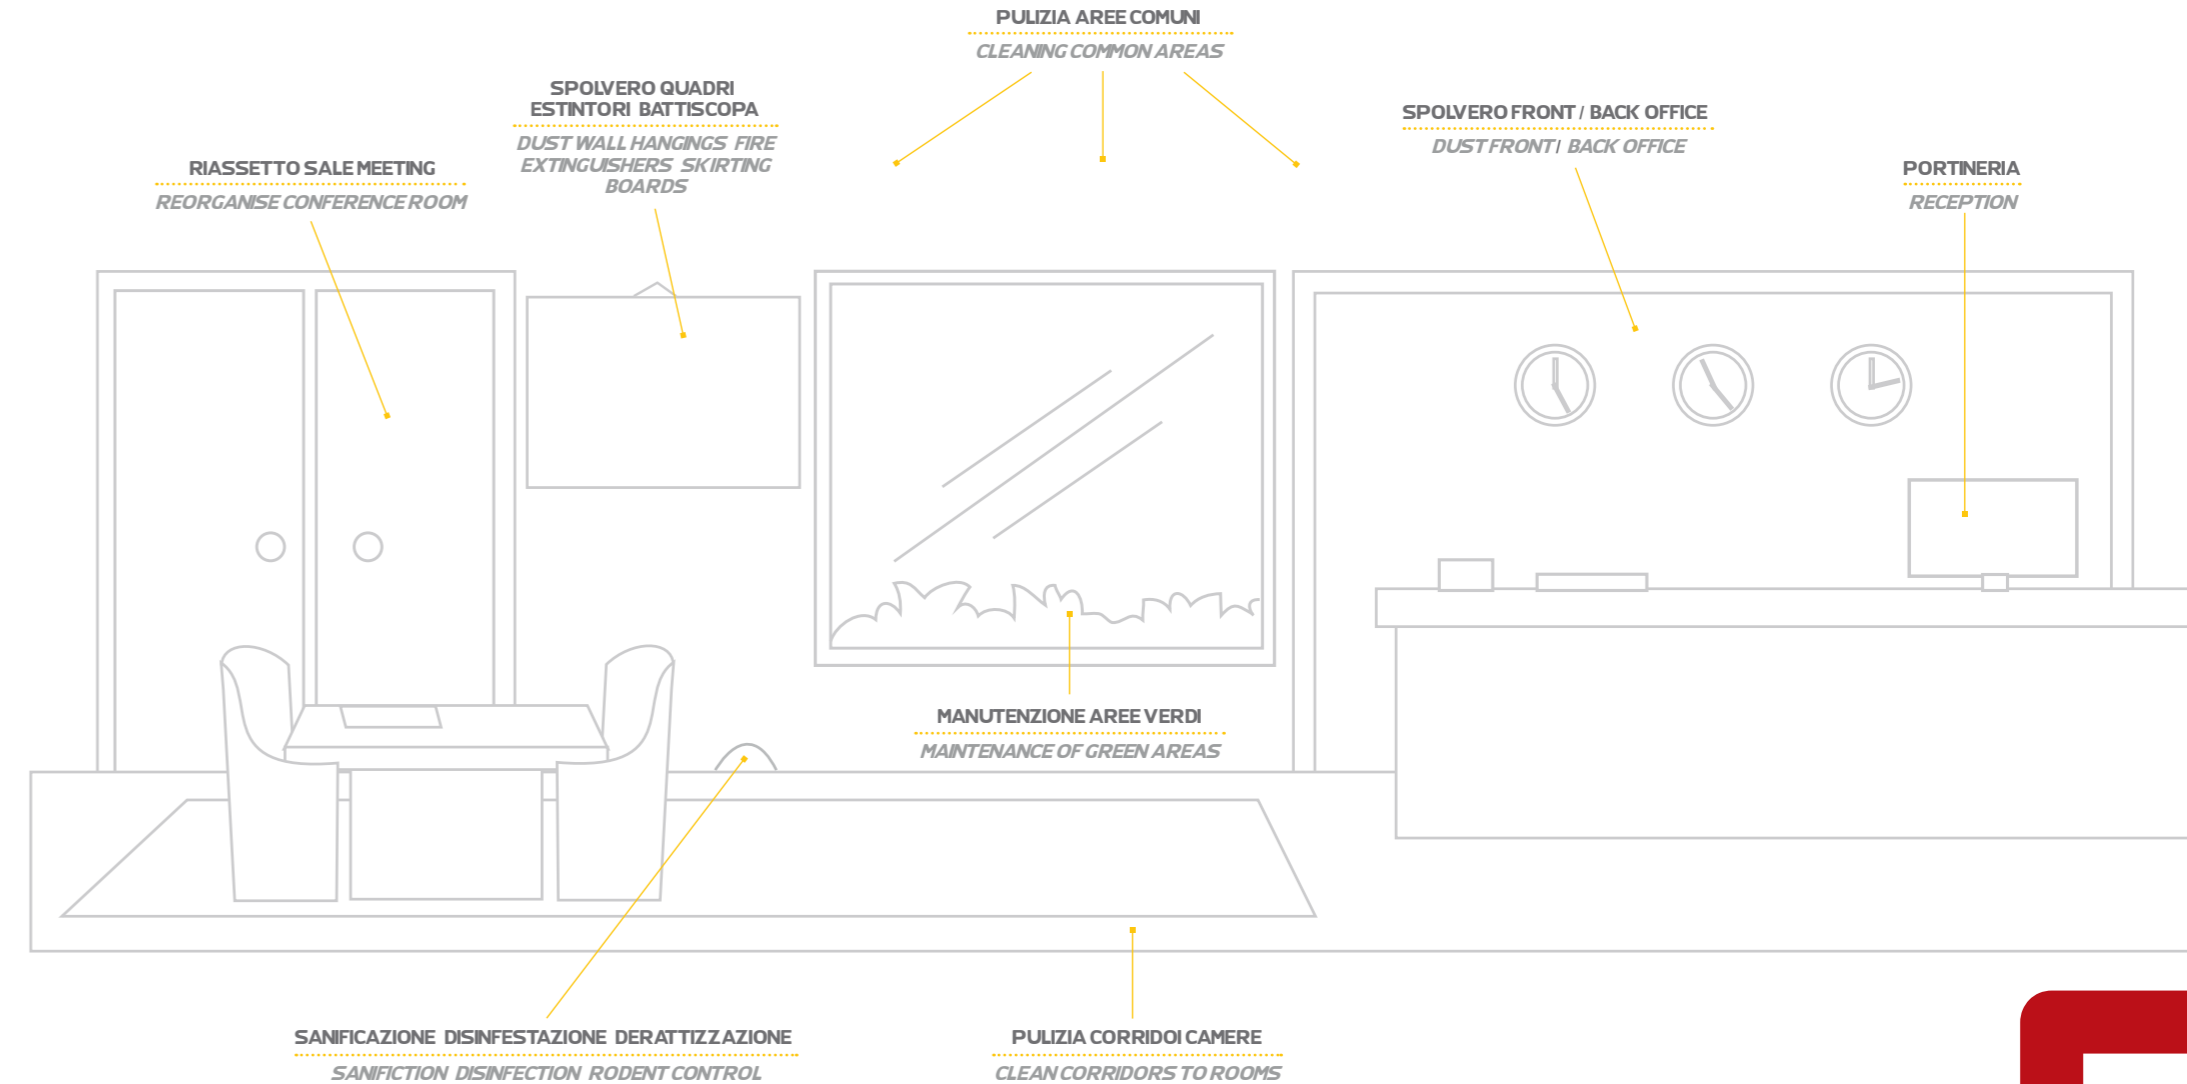 PULIZIA AREE COMUNI
CLEANING COMMON AREAS
SPOLVERO QUADRI
ESTINTORI BATTISCOPA
DUST WALL HANGINGS FIRE
EXTINGUISHERS SKIRTING
BOARDS
SPOLVERO FRONT / BACK OFFICE
DUST FRONT / BACK OFFICE
RIASSETTO SALE MEETING
REORGANISE CONFERENCE ROOM
PORTINERIA
RECEPTION
MANUTENZIONE AREE VERDI
MAINTENANCE OF GREEN AREAS
SANIFICAZIONE DISINFESTAZIONE DERATTIZZAZIONE
SANIFICTION DISINFECTION RODENT CONTROL
PULIZIA CORRIDOI CAMERE
CLEAN CORRIDORS TO ROOMS